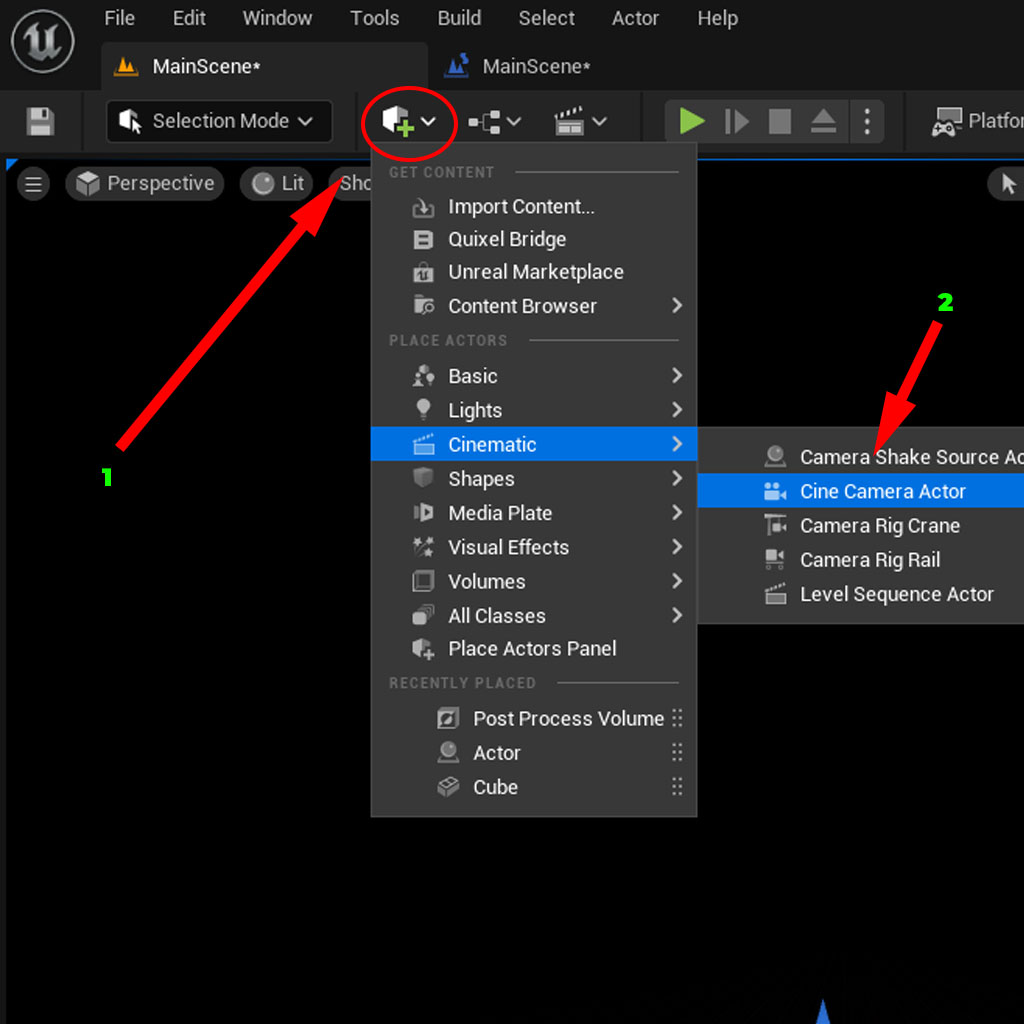 File Edit Window Tools Build Select Actor Help
MainScene* MainScene*
Selection Mode Platfor
Perspective Lit Sho
GET CONTENT
Import Content...
Quixel Bridge
Unreal Marketplace
Content Browser
PLACE ACTORS
Basic
Lights
Cinematic
Shapes
Media Plate
Visual Effects
Volumes
All Classes
Place Actors Panel
RECENTLY PLACED
Post Process Volume
Actor
Cube
1
2
Camera Shake Source Ac
Cine Camera Actor
Camera Rig Crane
Camera Rig Rail
Level Sequence Actor